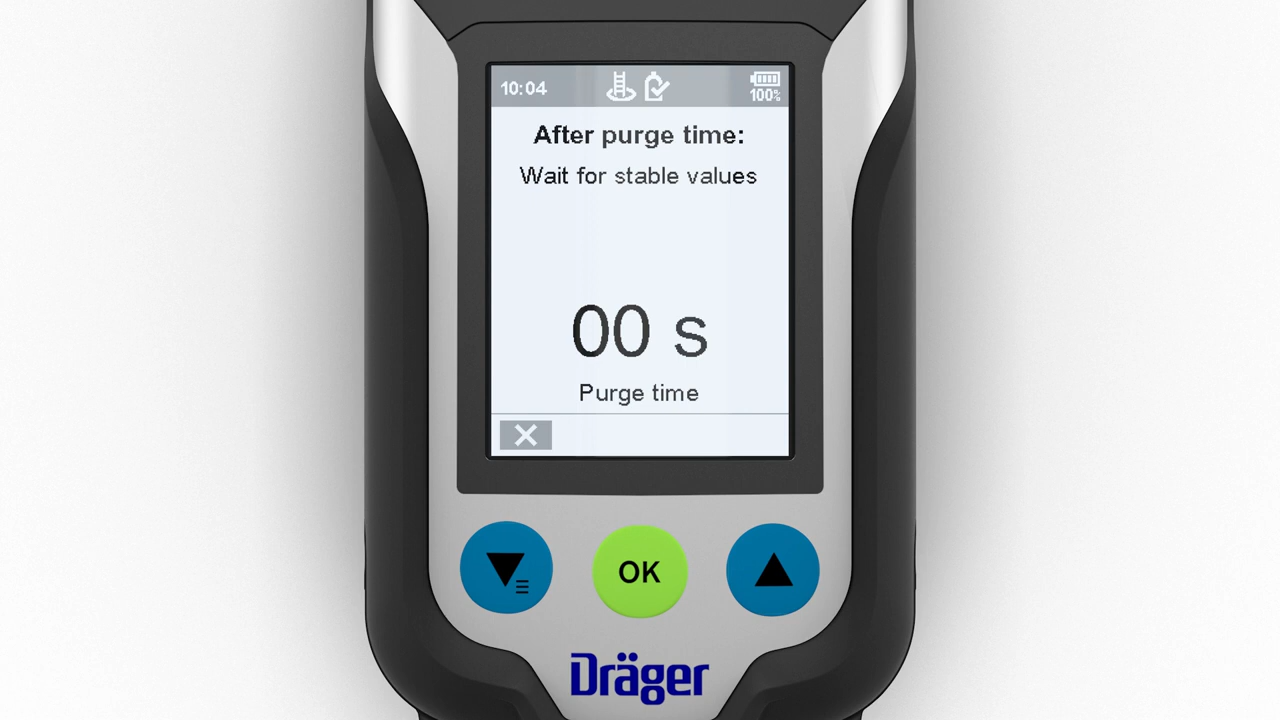 10:04
100%
After purge time:
Wait for stable values
00 s
Purge time
OK
Dräger